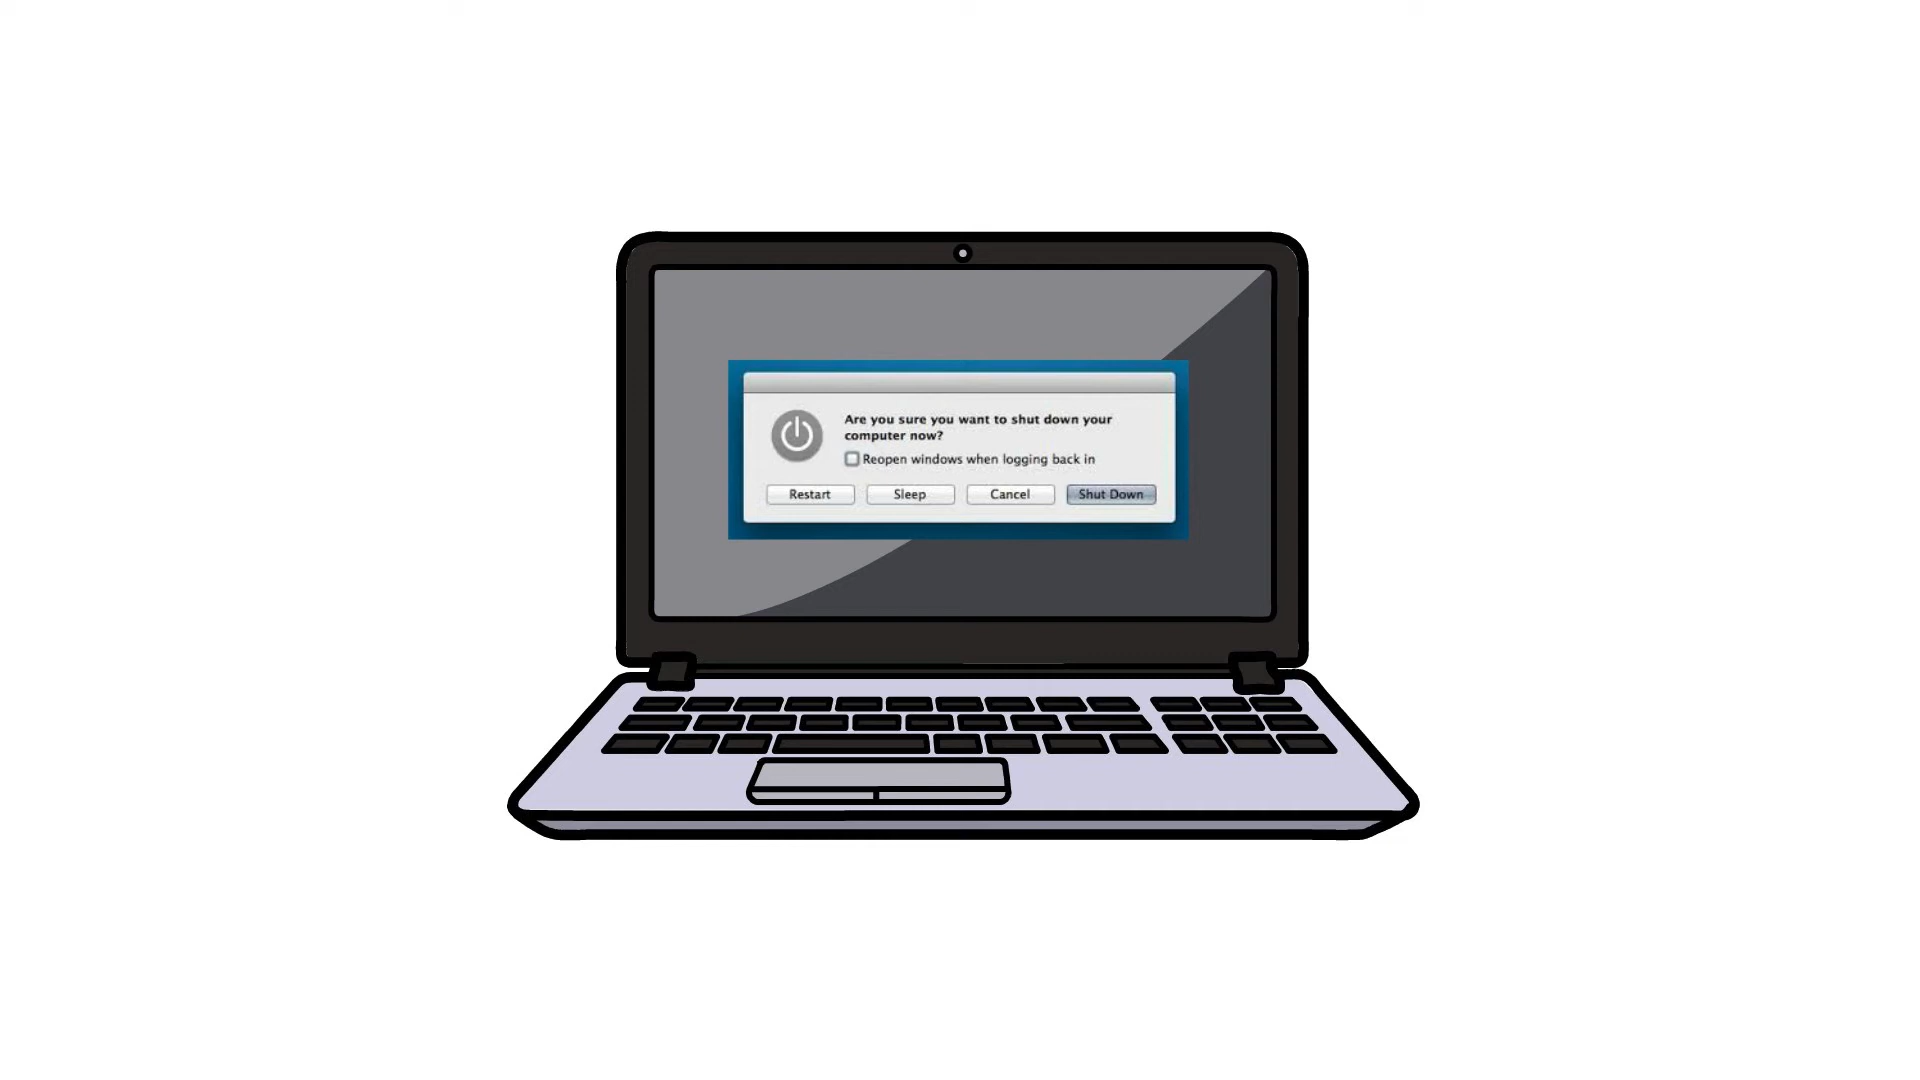 Are you sure you want to shut down your
computer now?
Reopen windows when logging back in
Restart Sleep Cancel Shut Down